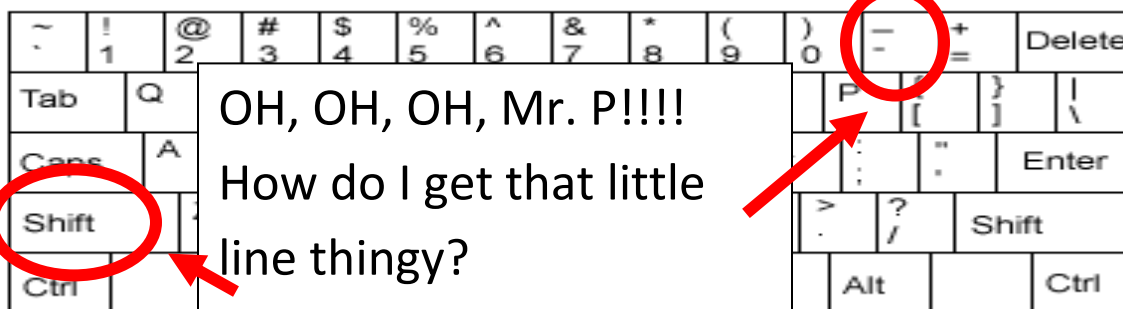 ~ ! @ # $ % ^ & * ( ) — +
` 1 2 3 4 5 6 7 8 9 0 - = Delete
Tab Q P { } |
[ ] \
OH, OH, OH, Mr. P!!!!
Caps A : " Enter
; '
How do I get that little
Shift > ? Shift
. /
line thingy?
Ctrl Alt Ctrl